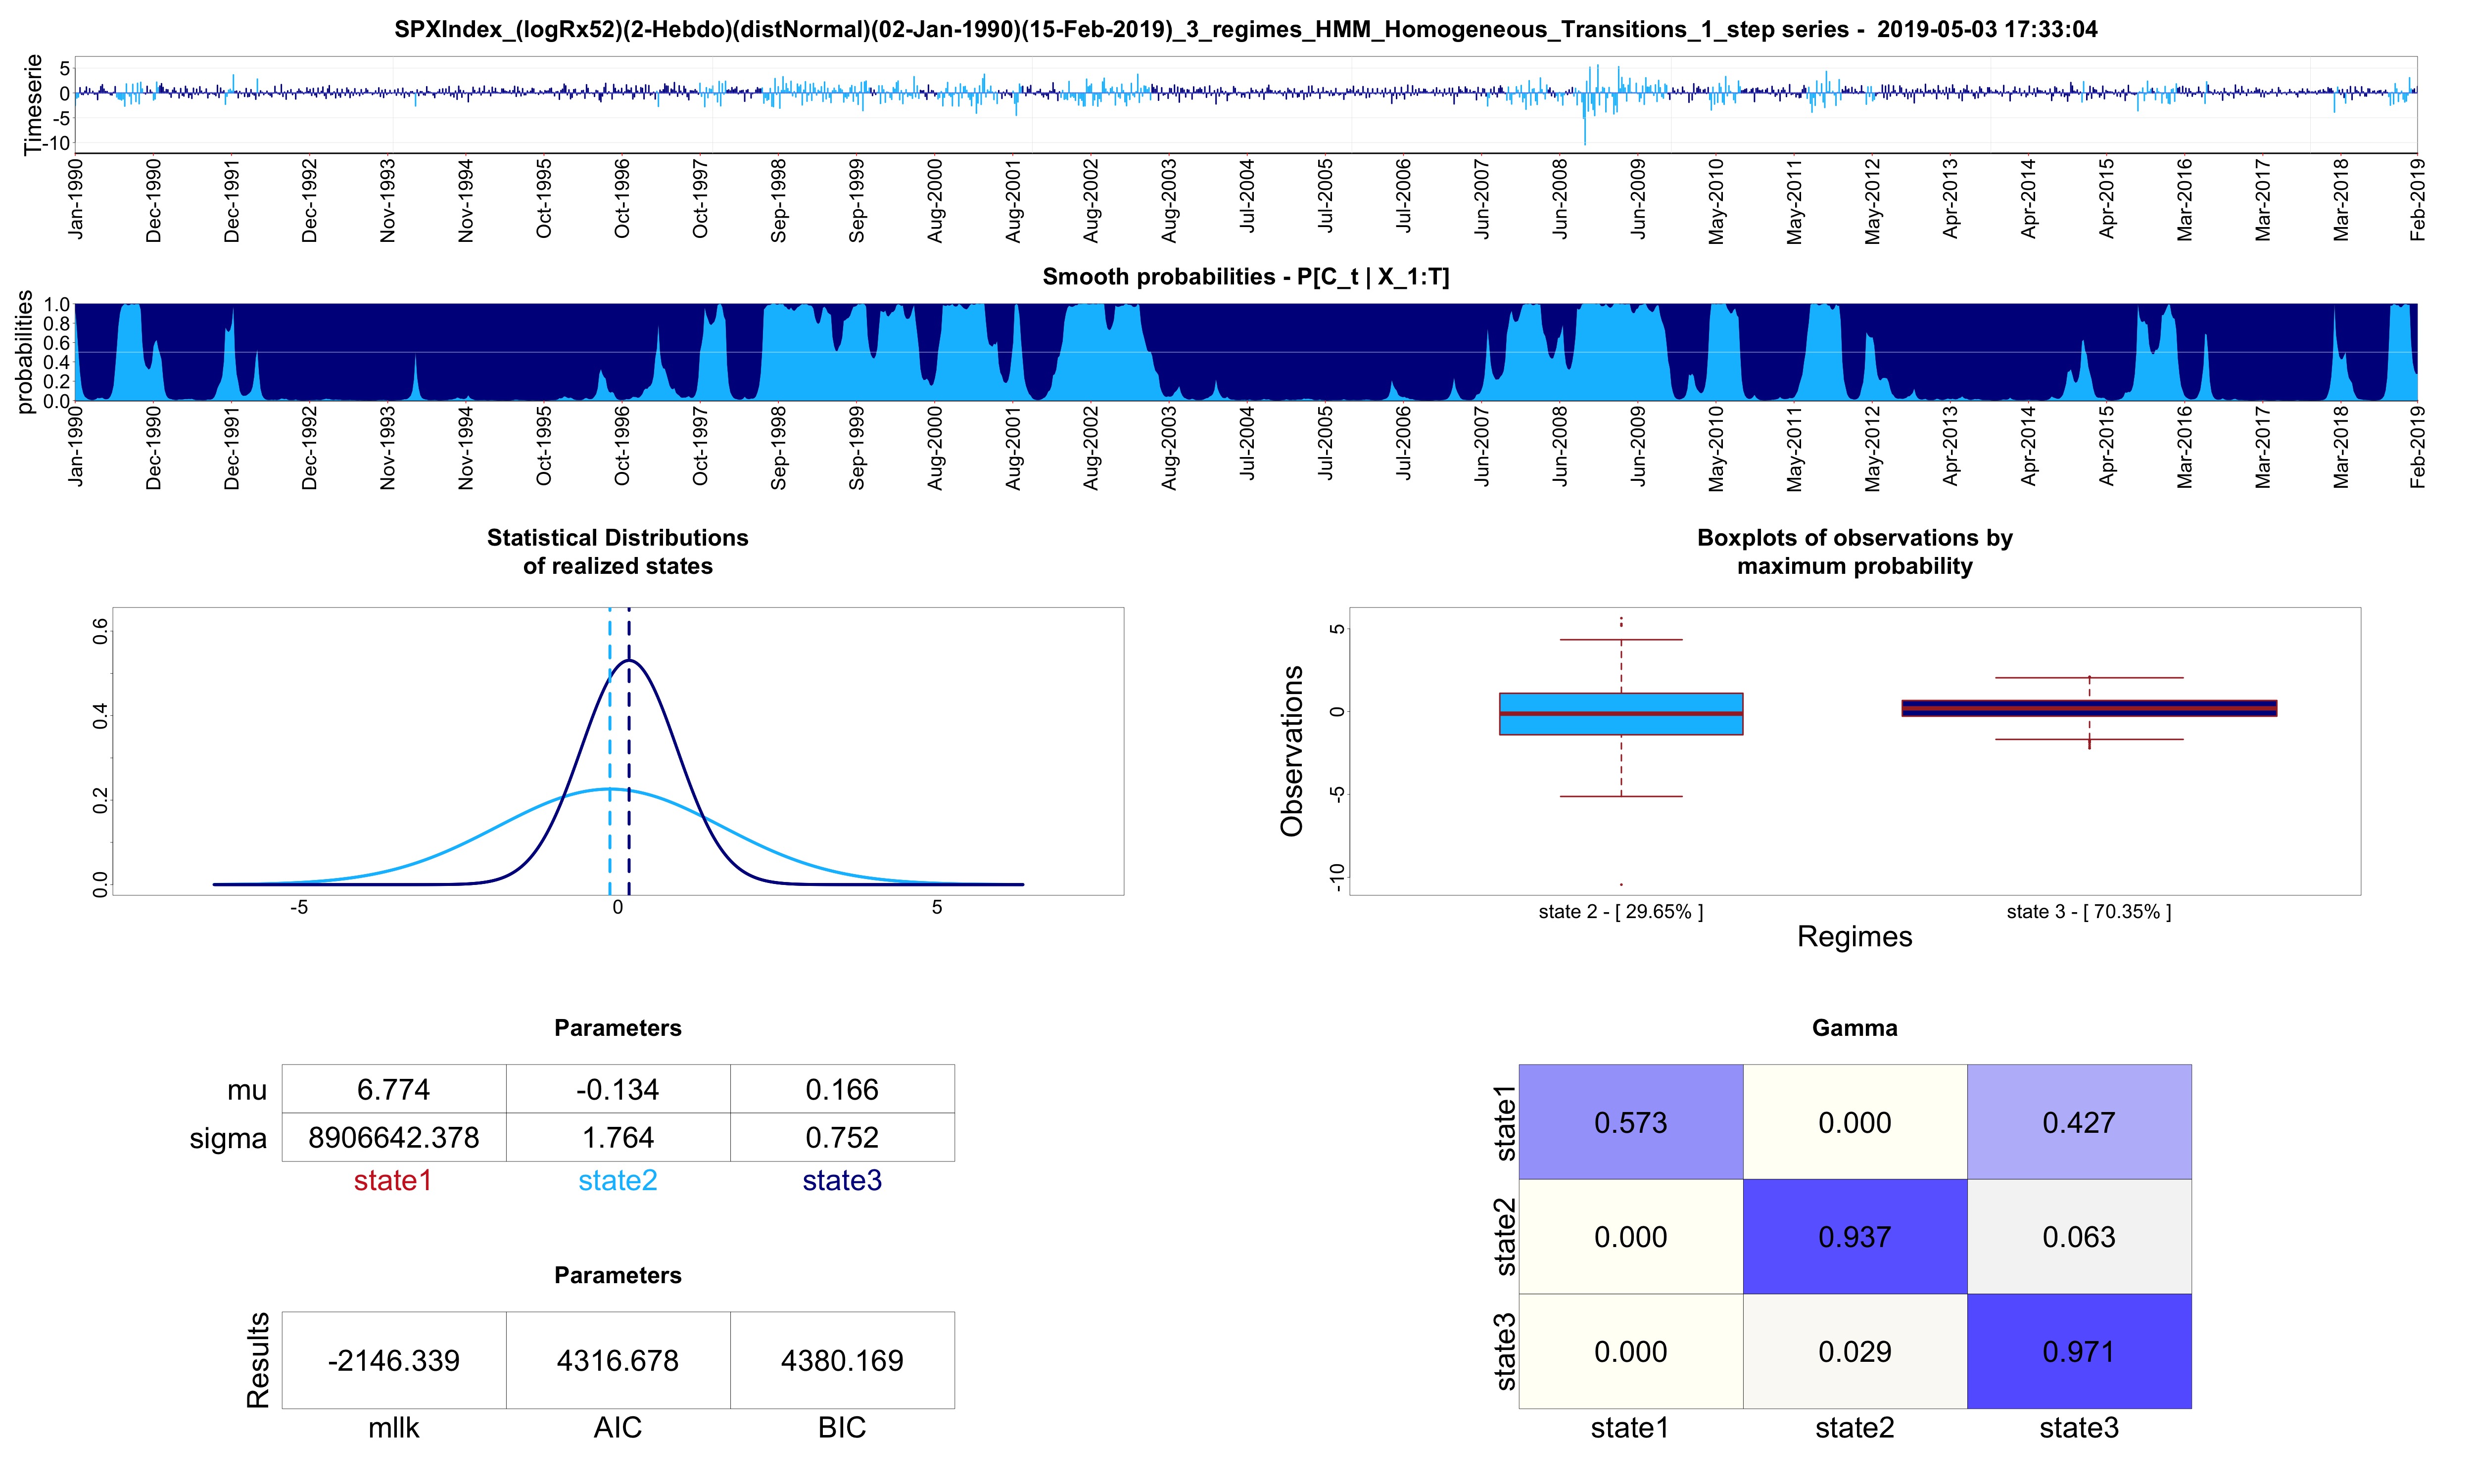 SPXIndex_(logRx52)(2-Hebdo)(distNormal)(02-Jan-1990)(15-Feb-2019)_3_regimes_HMM_Homogeneous_Transitions_1_step series - 2019-05-03 17:33:04
Timeserie
5
0
-5
-10
Jan-1990
Dec-1990
Dec-1991
Dec-1992
Nov-1993
Nov-1994
Oct-1995
Oct-1996
Oct-1997
Sep-1998
Sep-1999
Aug-2000
Aug-2001
Aug-2002
Aug-2003
Jul-2004
Jul-2005
Jul-2006
Jun-2007
Jun-2008
Jun-2009
May-2010
May-2011
May-2012
Apr-2013
Apr-2014
Apr-2015
Mar-2016
Mar-2017
Mar-2018
Feb-2019
Smooth probabilities - P[C_t | X_1:T]
probabilities
1.0
0.8
0.6
0.4
0.2
0.0
Jan-1990
Dec-1990
Dec-1991
Dec-1992
Nov-1993
Nov-1994
Oct-1995
Oct-1996
Oct-1997
Sep-1998
Sep-1999
Aug-2000
Aug-2001
Aug-2002
Aug-2003
Jul-2004
Jul-2005
Jul-2006
Jun-2007
Jun-2008
Jun-2009
May-2010
May-2011
May-2012
Apr-2013
Apr-2014
Apr-2015
Mar-2016
Mar-2017
Mar-2018
Feb-2019
Statistical Distributions
of realized states
0.6
0.4
0.2
0.0
-5 0 5
Boxplots of observations by
maximum probability
Observations
5
0
-5
-10
state 2 - [ 29.65% ] state 3 - [ 70.35% ]
Regimes
Parameters
mu 6.774 -0.134 0.166
sigma 8906642.378 1.764 0.752
state1 state2 state3
Parameters
Results -2146.339 4316.678 4380.169
mllk AIC BIC
Gamma
state1 0.573 0.000 0.427
state2 0.000 0.937 0.063
state3 0.000 0.029 0.971
state1 state2 state3